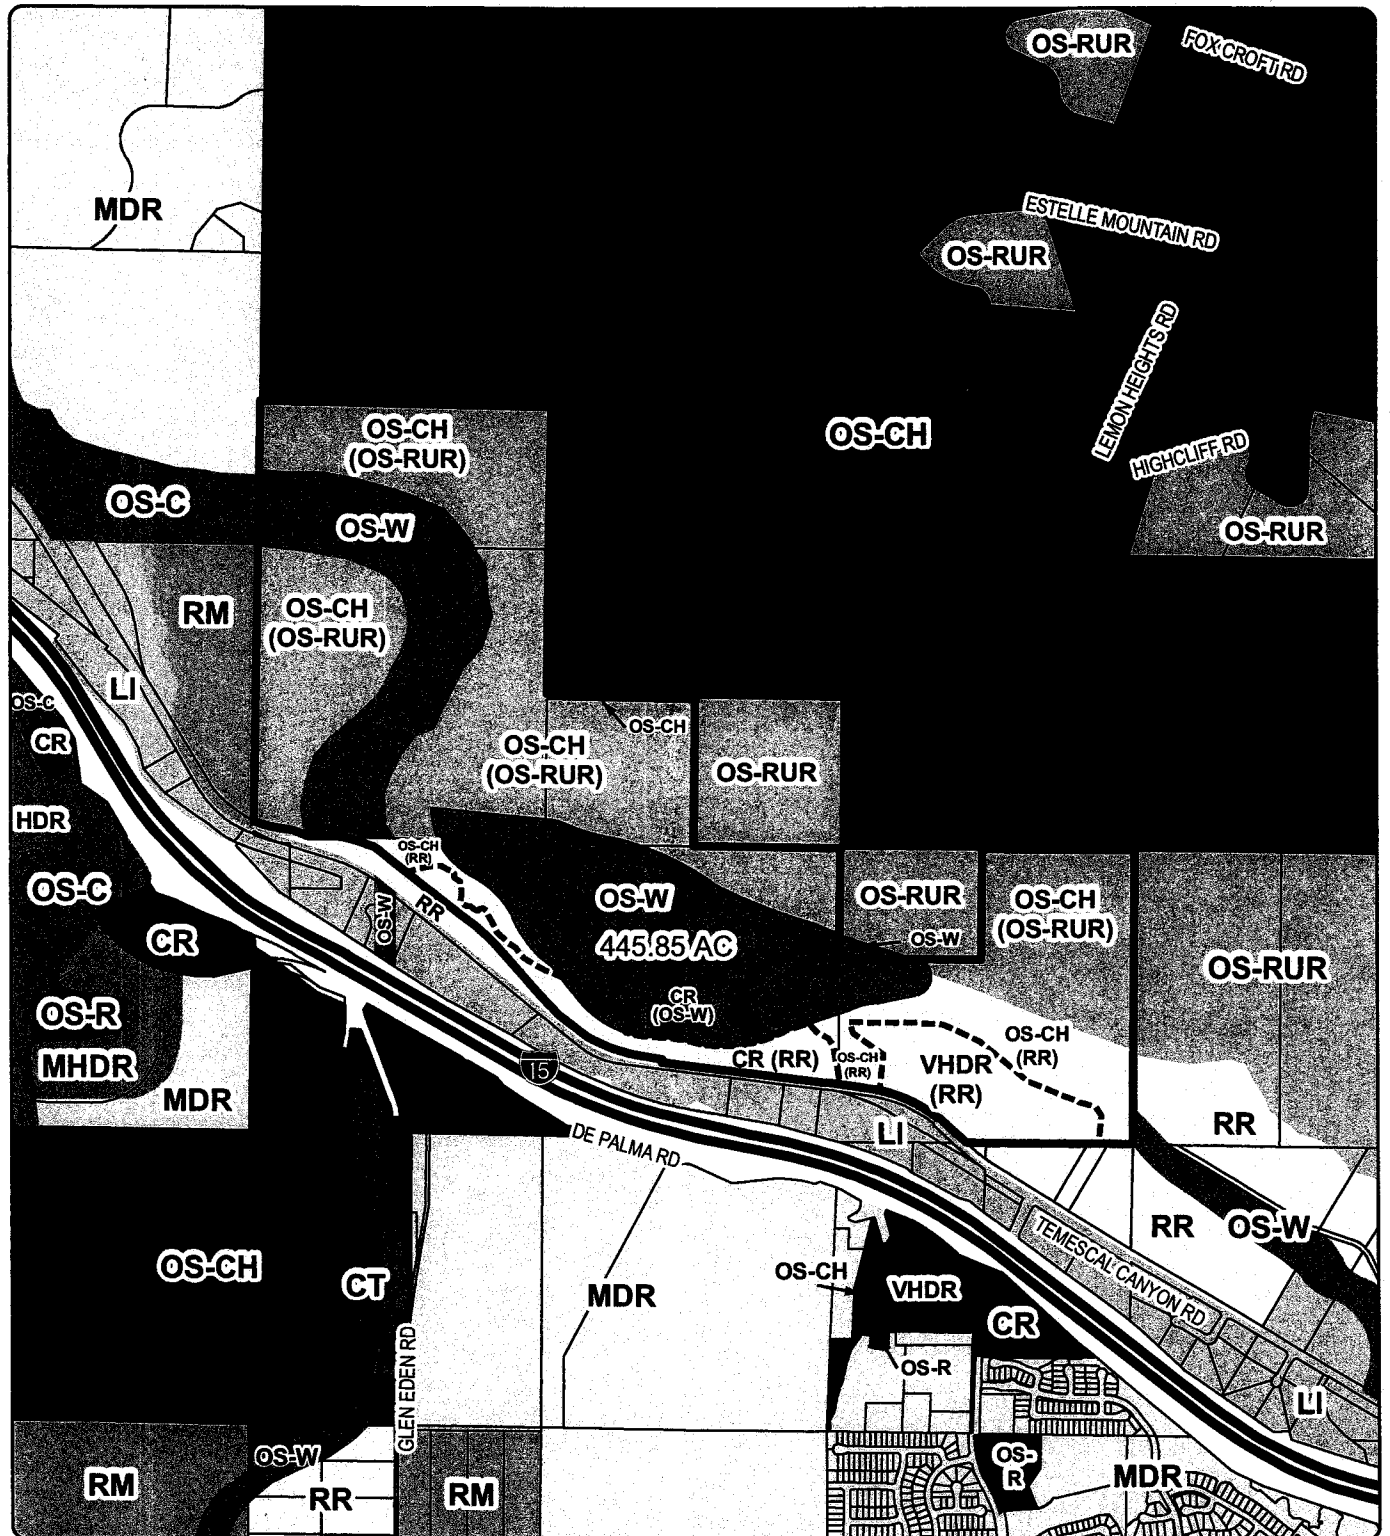 OS-RUR
FOX CROFT RD
MDR
ESTELLE MOUNTAIN RD
OS-RUR
LEMON HEIGHTS RD
OS-CH
(OS-RUR)
OS-CH
HIGHCLIFF RD
OS-C
OS-W
OS-RUR
RM
OS-CH
(OS-RUR)
LI
OS-C
CR
OS-CH
OS-CH
(OS-RUR)
OS-RUR
HDR
OS-CH
(RR)
OS-C
OS-W
RR
OS-W
445.85 AC
OS-RUR
OS-CH
(OS-RUR)
CR
OS-W
OS-RUR
CR
(OS-W)
OS-R
MHDR
MDR
15
CR (RR)
OS-CH
(RR)
VHDR
(RR)
OS-CH
(RR)
LI
RR
DE PALMA RD
RR
OS-W
OS-CH
CT
MDR
OS-CH
VHDR
CR
TEMESCAL CANYON RD
OS-R
GLEN EDEN RD
LI
OS-W
RM
RR
RM
OS-
R
MDR